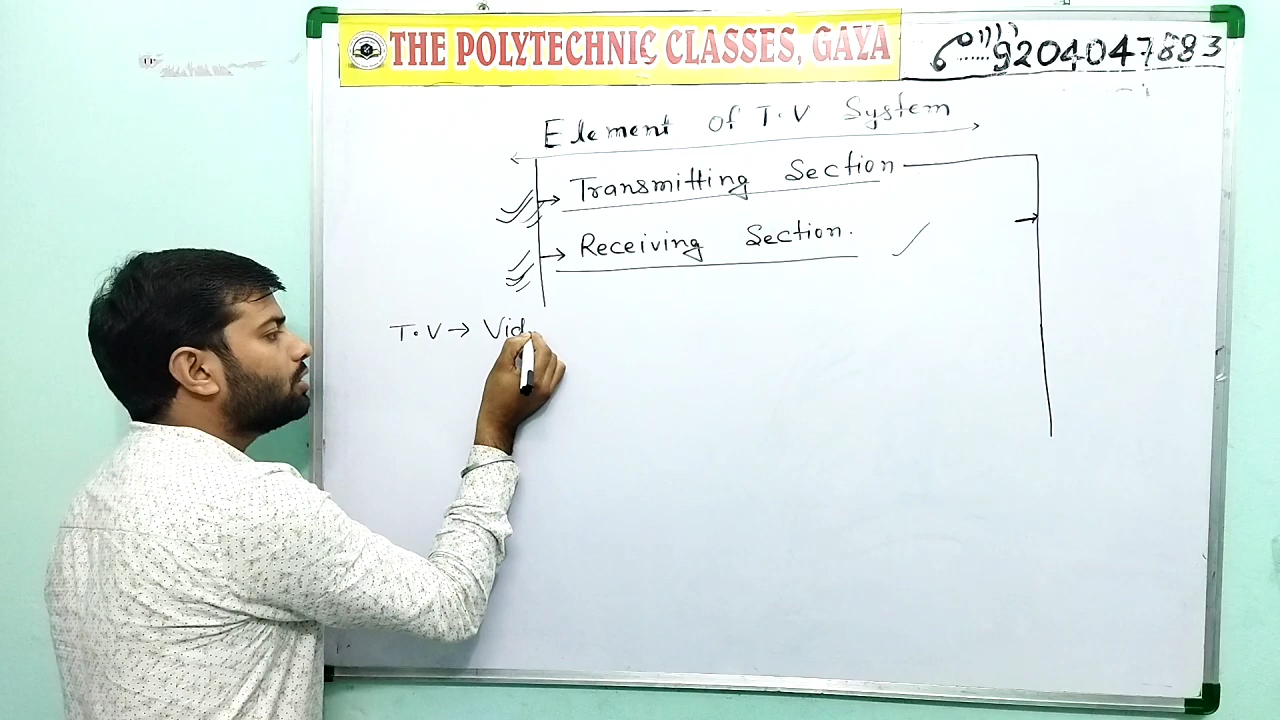 THE POLYTECHNIC CLASSES, GAYA
9204047883
Element of T.V System
Transmitting Section
Receiving Section.
T.V → Vid